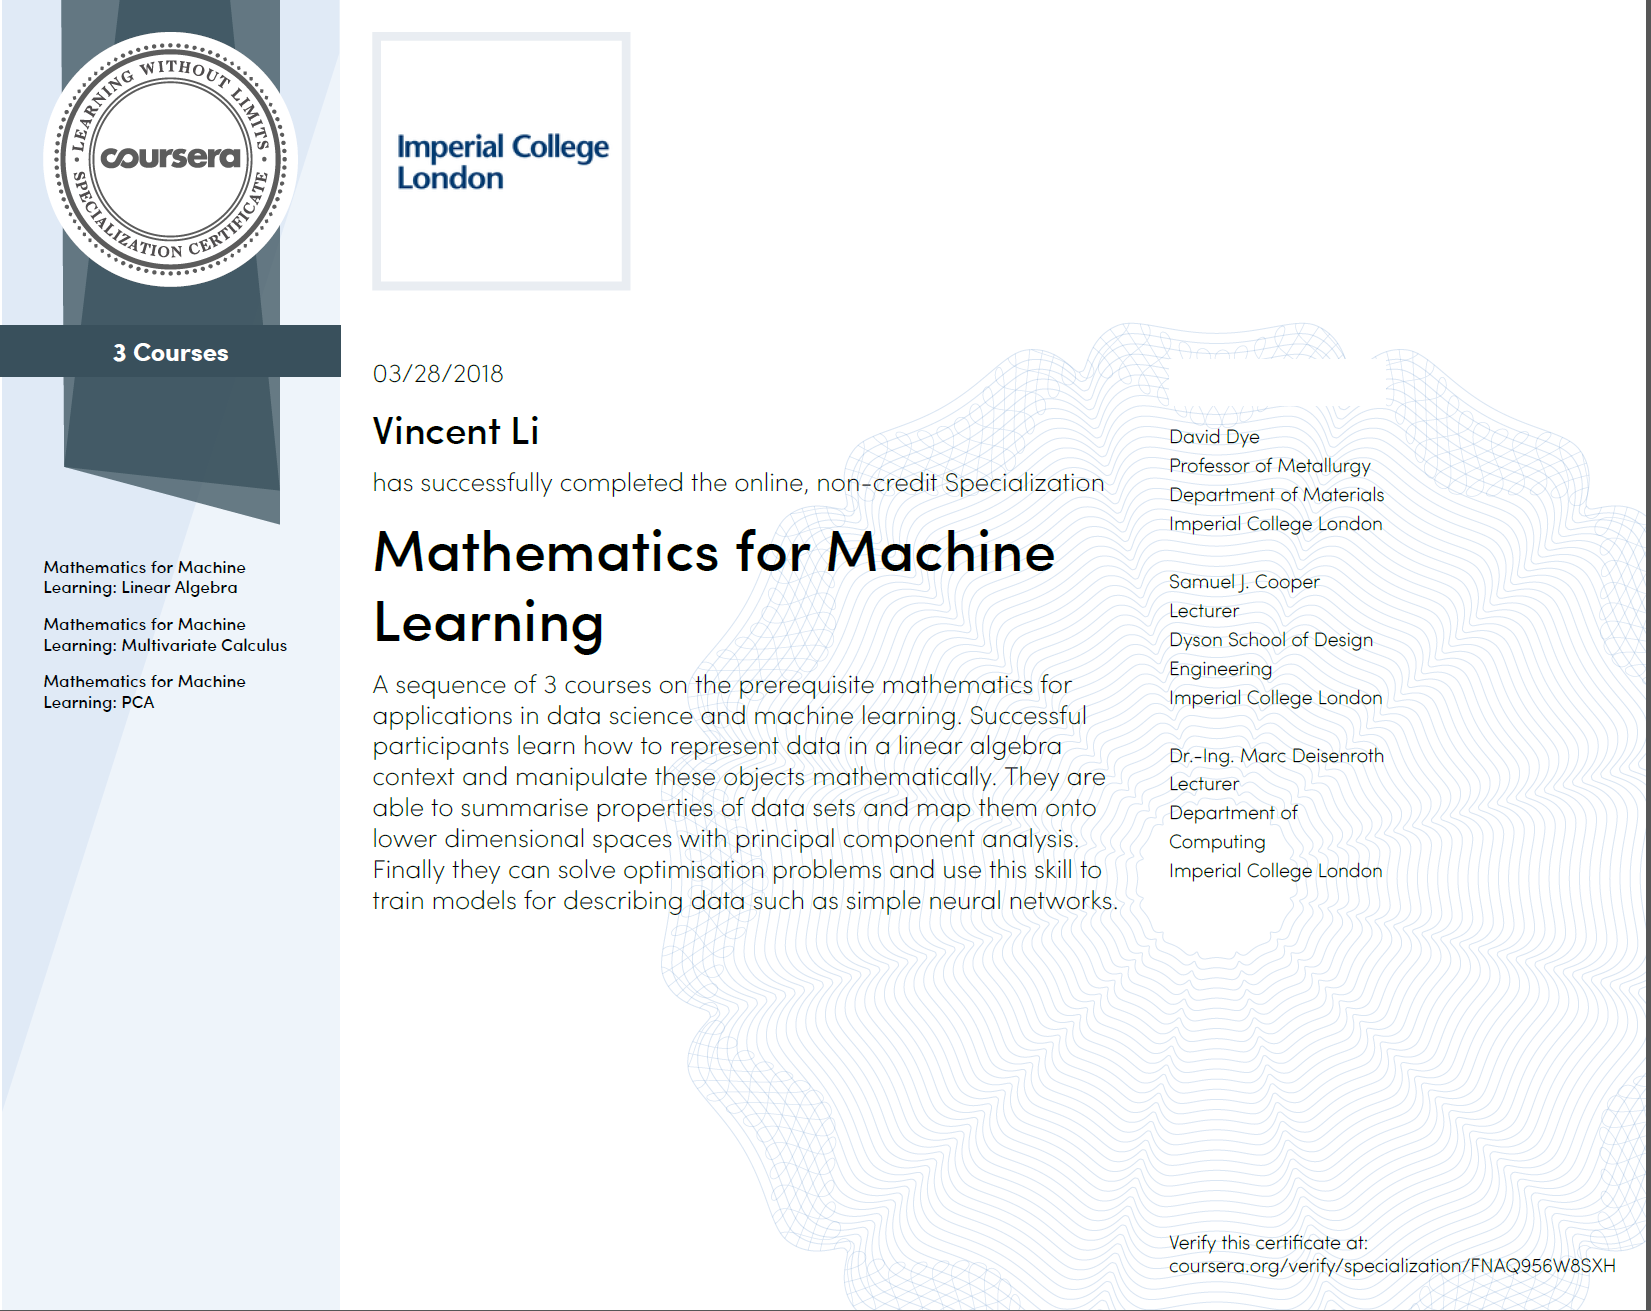 LEARNING WITHOUT LIMITS
coursera
SPECIALIZATION CERTIFICATE
3 Courses
Mathematics for Machine
Learning: Linear Algebra
Mathematics for Machine
Learning: Multivariate Calculus
Mathematics for Machine
Learning: PCA
Imperial College
London
03/28/2018
Vincent Li
has successfully completed the online, non-credit Specialization
Mathematics for Machine
Learning
A sequence of 3 courses on the prerequisite mathematics for
applications in data science and machine learning. Successful
participants learn how to represent data in a linear algebra
context and manipulate these objects mathematically. They are
able to summarise properties of data sets and map them onto
lower dimensional spaces with principal component analysis.
Finally they can solve optimisation problems and use this skill to
train models for describing data such as simple neural networks.
David Dye
Professor of Metallurgy
Department of Materials
Imperial College London
Samuel J. Cooper
Lecturer
Dyson School of Design
Engineering
Imperial College London
Dr.-Ing. Marc Deisenroth
Lecturer
Department of
Computing
Imperial College London
Verify this certificate at:
coursera.org/verify/specialization/FNAQ956W8SXH